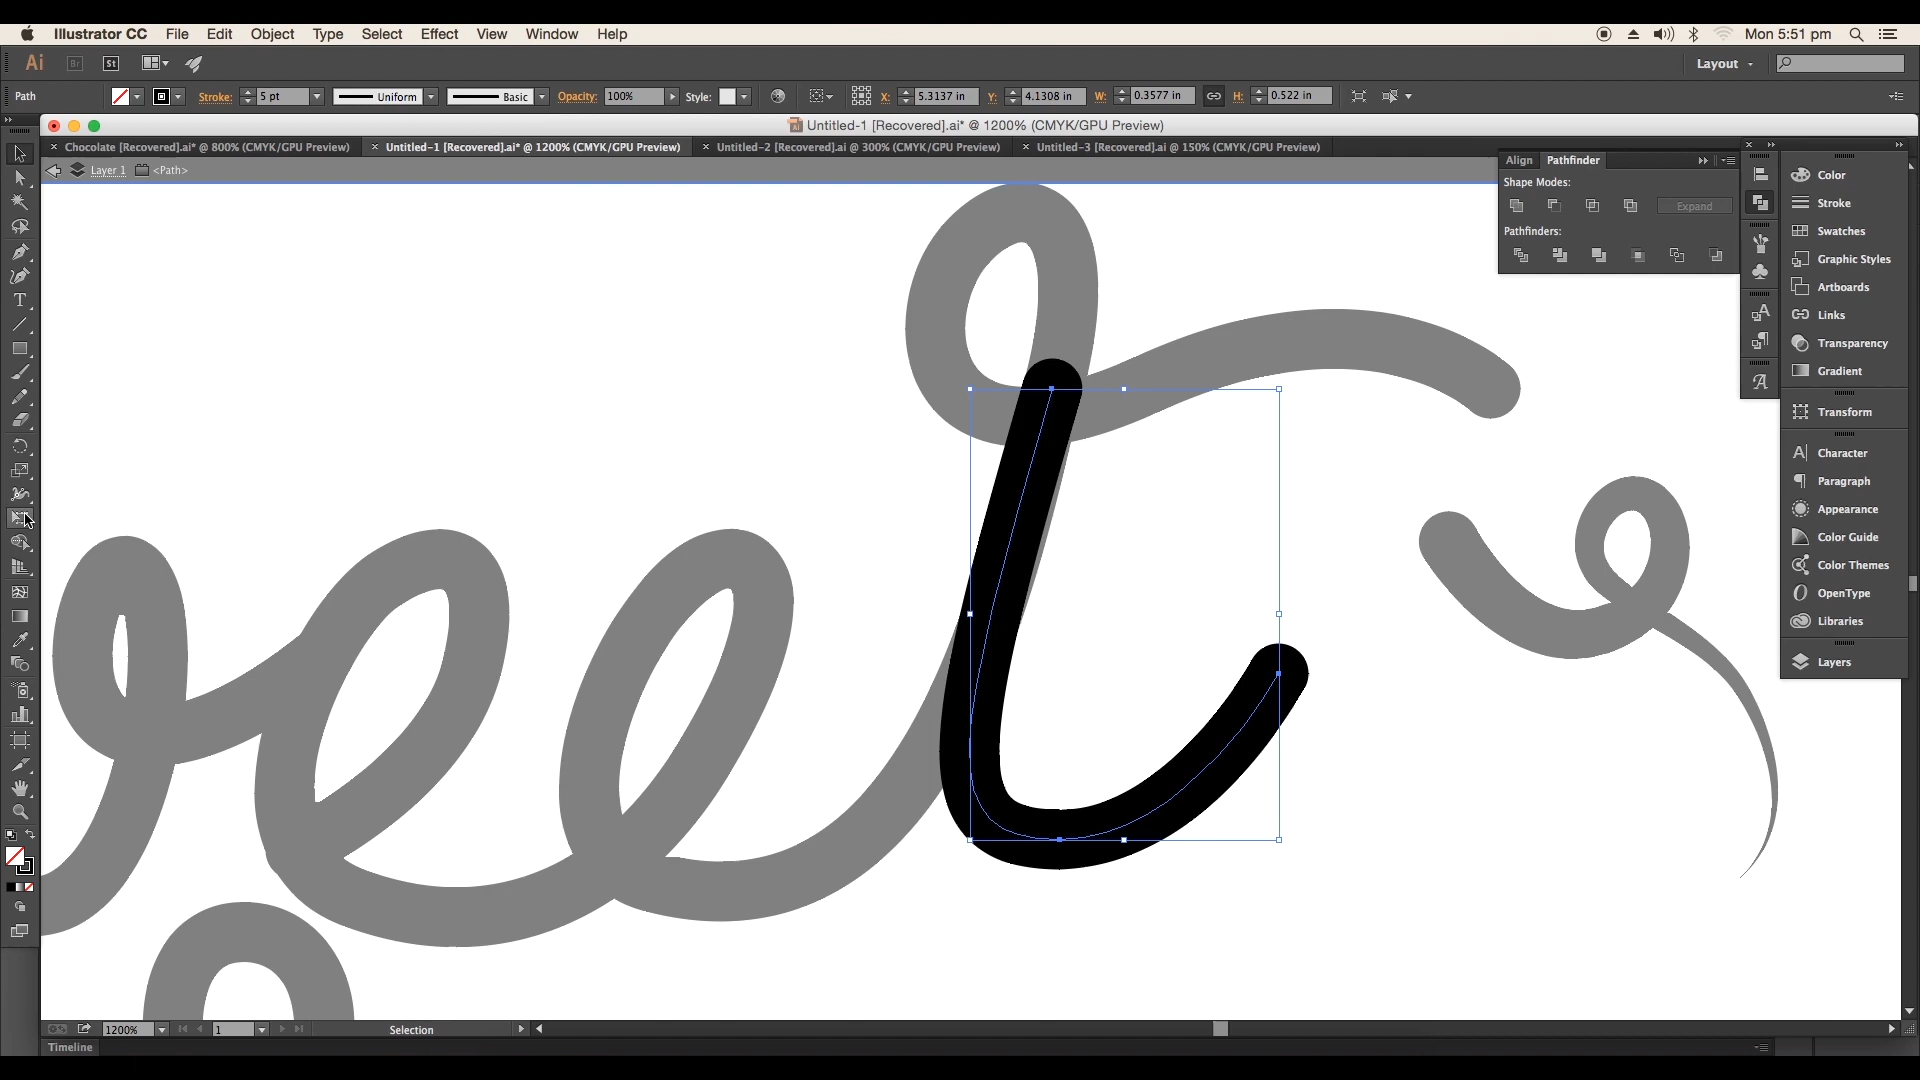 Illustrator CC File Edit Object Type Select Effect View Window Help Mon 5:51 pm
Ai Br St Layout
Path Stroke: 5 pt Uniform Basic Opacity: 100% Style: X: 5.3137 in Y: 4.1308 in W: 0.3577 in H: 0.522 in
Untitled-1 [Recovered].ai* @ 1200% (CMYK/GPU Preview)
Chocolate [Recovered].ai* @ 800% (CMYK/GPU Preview) Untitled-1 [Recovered].ai* @ 1200% (CMYK/GPU Preview) Untitled-2 [Recovered].ai @ 300% (CMYK/GPU Preview) Untitled-3 [Recovered].ai @ 150% (CMYK/GPU Preview)
Layer 1 <Path>
Align Pathfinder
Shape Modes:
Expand
Pathfinders:
Color
Stroke
Swatches
Graphic Styles
Artboards
Links
Transparency
Gradient
Transform
Character
Paragraph
Appearance
Color Guide
Color Themes
OpenType
Libraries
Layers
1200% 1 Selection
Timeline